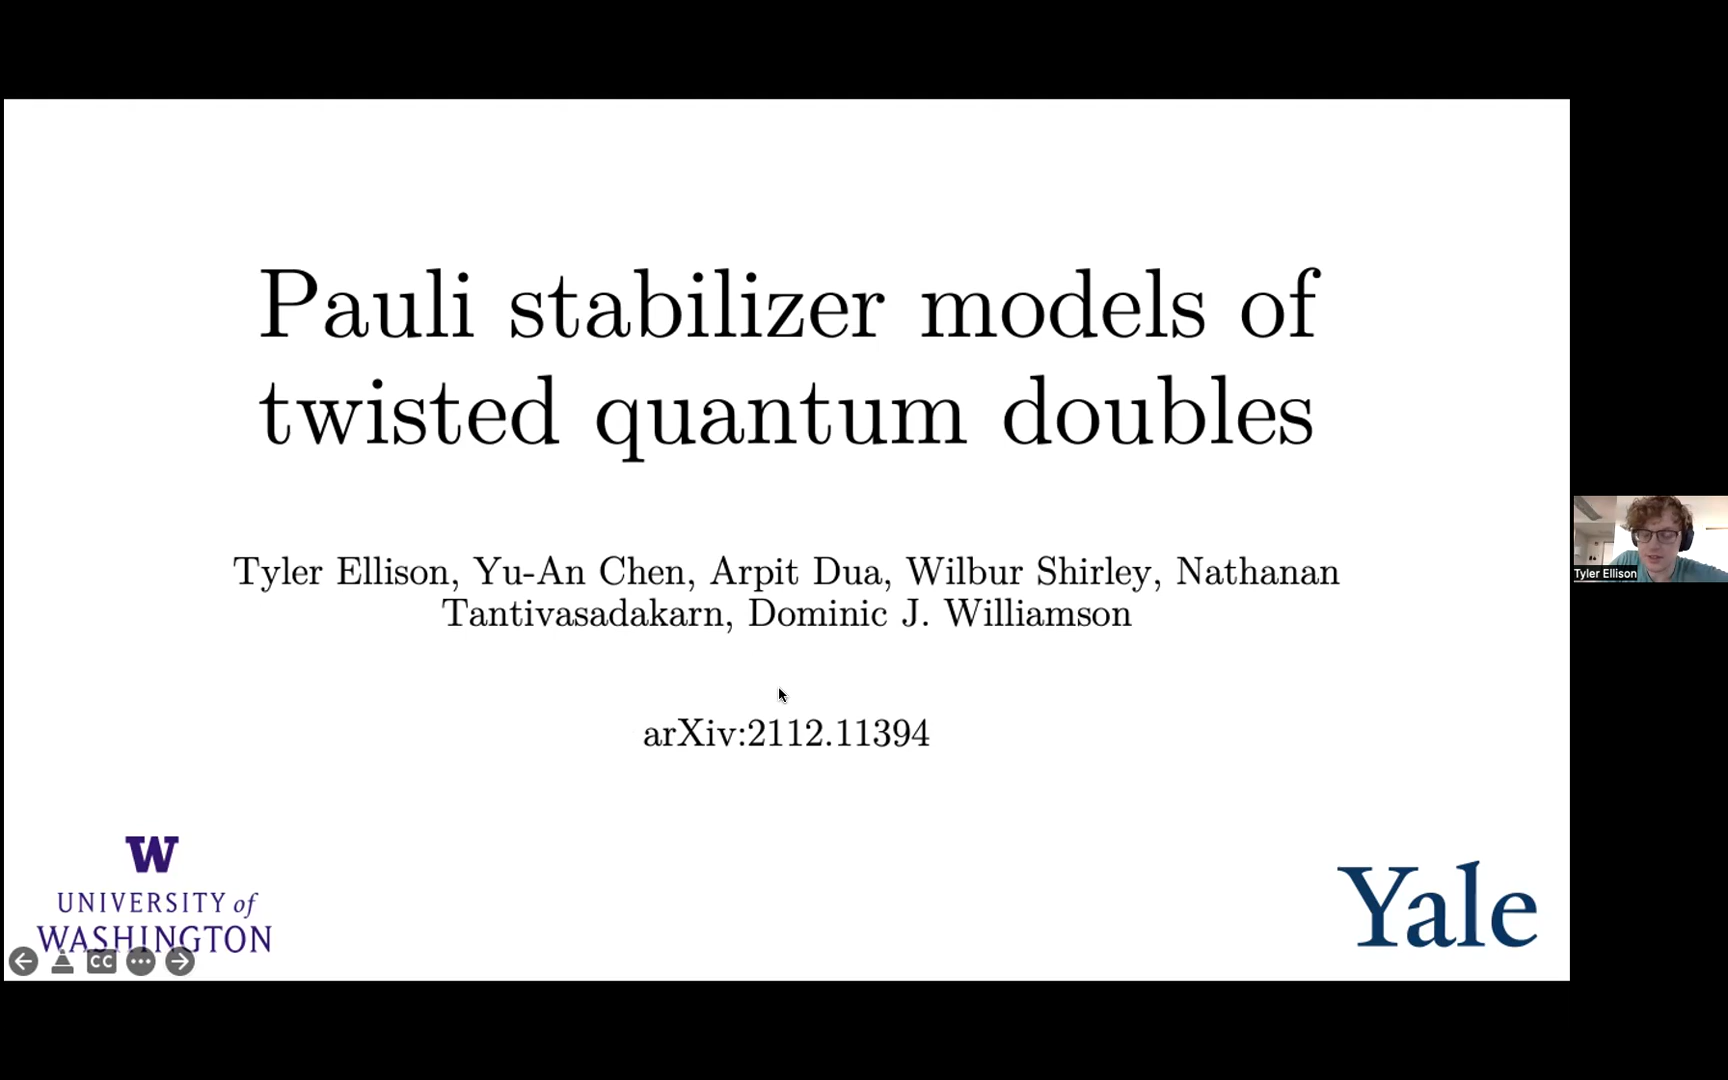 Pauli stabilizer models of
twisted quantum doubles
Tyler Ellison, Yu-An Chen, Arpit Dua, Wilbur Shirley, Nathanan
Tantivasadakarn, Dominic J. Williamson
arXiv:2112.11394
W
UNIVERSITY of
WASHINGTON
CC
Yale
Tyler Ellison